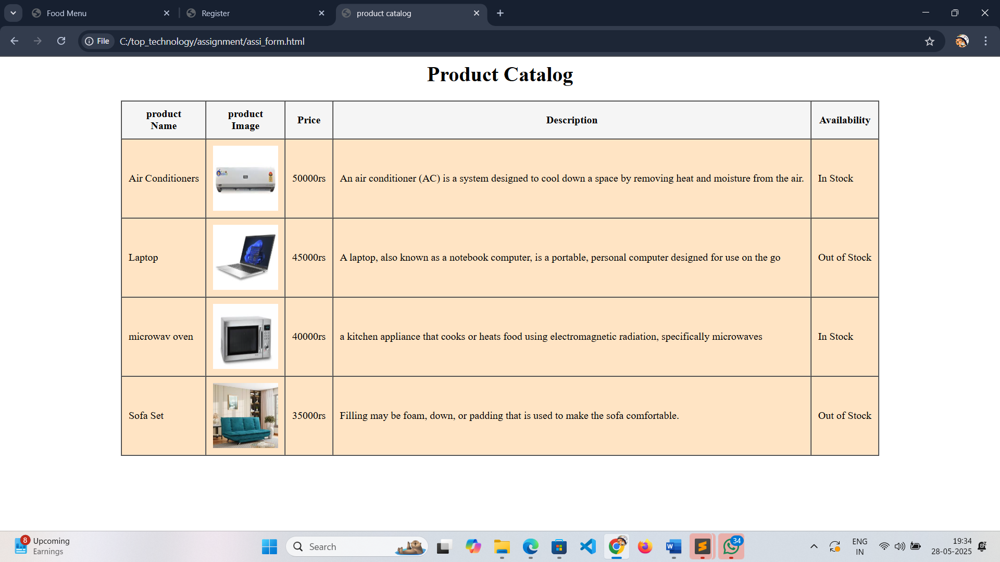 Food Menu
Register
product catalog
File
C:/top_technology/assignment/assi_form.html
Product Catalog
product
Name
product
Image
Price
Description
Availability
Air Conditioners
50000rs
An air conditioner (AC) is a system designed to cool down a space by removing heat and moisture from the air.
In Stock
Laptop
45000rs
A laptop, also known as a notebook computer, is a portable, personal computer designed for use on the go
Out of Stock
microwav oven
40000rs
a kitchen appliance that cooks or heats food using electromagnetic radiation, specifically microwaves
In Stock
Sofa Set
35000rs
Filling may be foam, down, or padding that is used to make the sofa comfortable.
Out of Stock
8
Upcoming
Earnings
Search
34
ENG
IN
19:34
28-05-2025